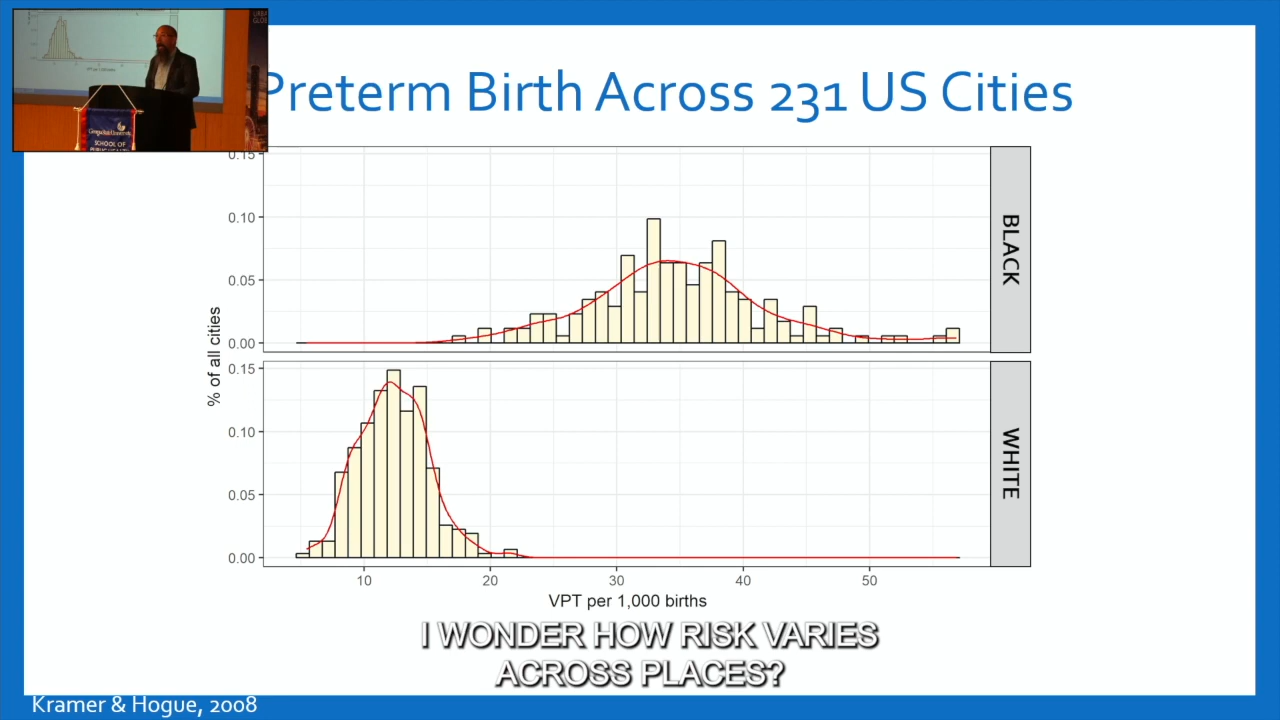 Preterm Birth Across 231 US Cities
0.15
0.10
0.05
0.00
BLACK
% of all cities
0.15
0.10
0.05
0.00
WHITE
10 20 30 40 50
VPT per 1,000 births
I WONDER HOW RISK VARIES
ACROSS PLACES?
Kramer & Hogue, 2008
SCHOOL OF